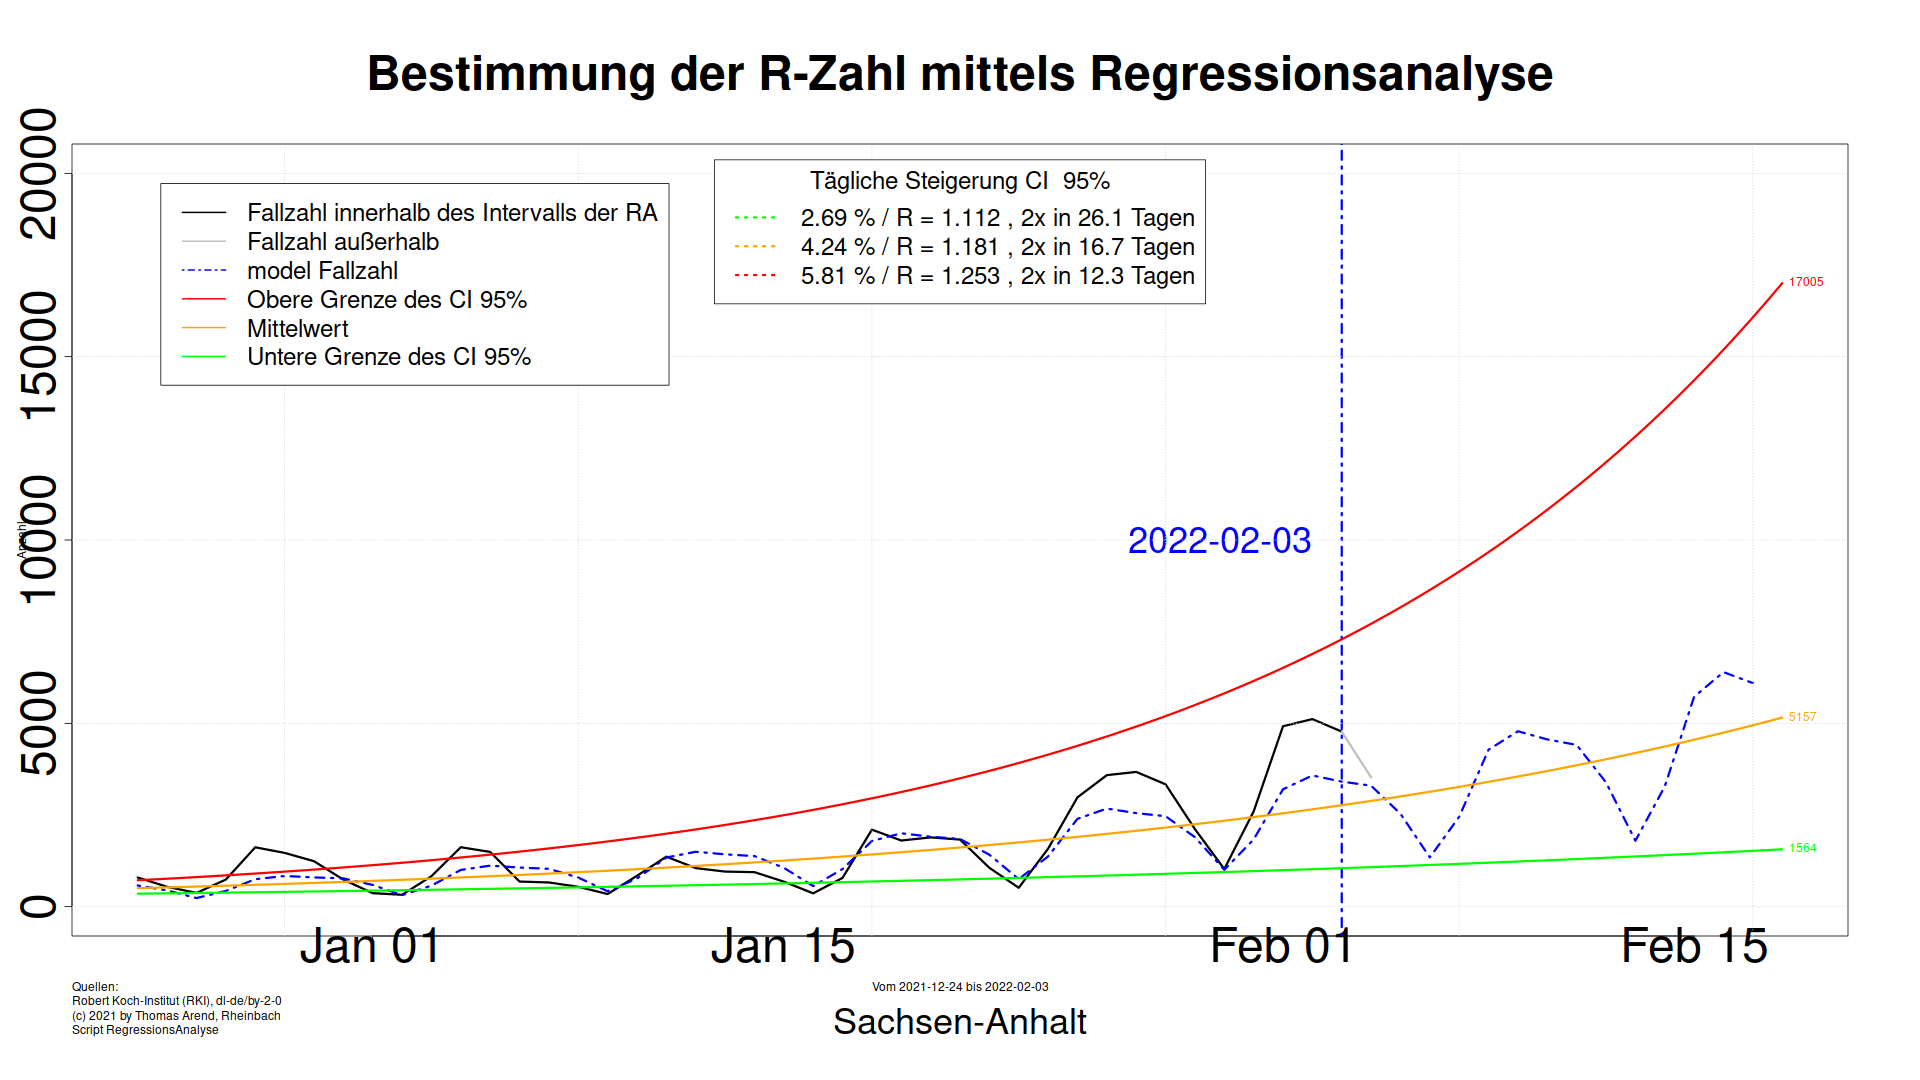 Bestimmung der R-Zahl mittels Regressionsanalyse
20000
15000
10000
5000
0
Anzahl
Fallzahl innerhalb des Intervalls der RA
Fallzahl außerhalb
model Fallzahl
Obere Grenze des CI 95%
Mittelwert
Untere Grenze des CI 95%
Tägliche Steigerung CI  95%
2.69 % / R = 1.112 , 2x in 26.1 Tagen
4.24 % / R = 1.181 , 2x in 16.7 Tagen
5.81 % / R = 1.253 , 2x in 12.3 Tagen
17005
2022-02-03
5157
1564
Jan 01
Jan 15
Feb 01
Feb 15
Quellen:
Robert Koch-Institut (RKI), dl-de/by-2-0
(c) 2021 by Thomas Arend, Rheinbach
Script RegressionsAnalyse
Vom 2021-12-24 bis 2022-02-03
Sachsen-Anhalt